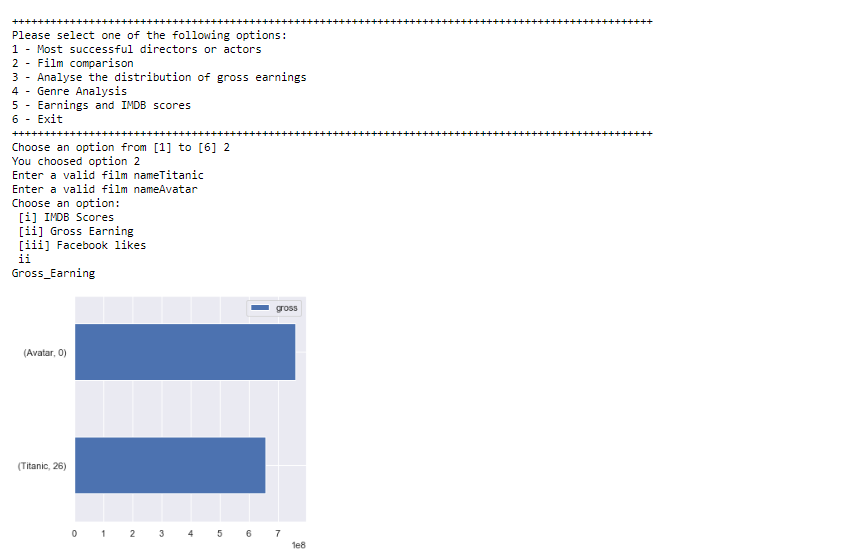 ++++++++++++++++++++++++++++++++++++++++++++++++++++++++++++++++++++++++++++++++++++++++++++++++++++
Please select one of the following options:
1 - Most successful directors or actors
2 - Film comparison
3 - Analyse the distribution of gross earnings
4 - Genre Analysis
5 - Earnings and IMDB scores
6 - Exit
++++++++++++++++++++++++++++++++++++++++++++++++++++++++++++++++++++++++++++++++++++++++++++++++++++
Choose an option from [1] to [6] 2
You choosed option 2
Enter a valid film nameTitanic
Enter a valid film nameAvatar
Choose an option:
[i] IMDB Scores
[ii] Gross Earning
[iii] Facebook likes
ii
Gross_Earning
gross
(Avatar, 0)
(Titanic, 26)
0 1 2 3 4 5 6 7
1e8